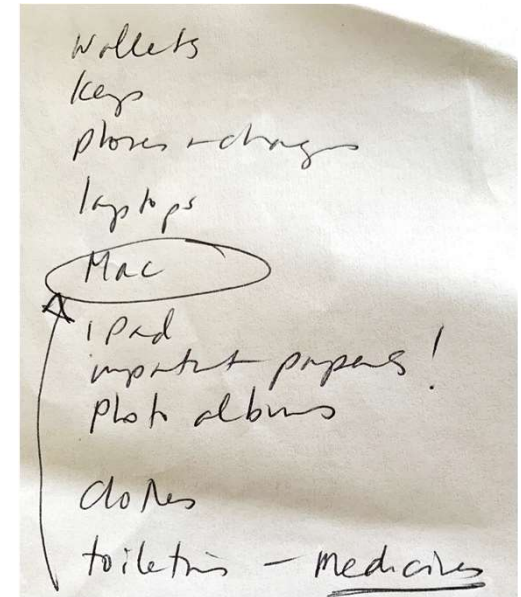 wallets
keys
phones + chargers
laptops
Mac
iPad
important papers!
photo albums
clothes
toiletries - medicines